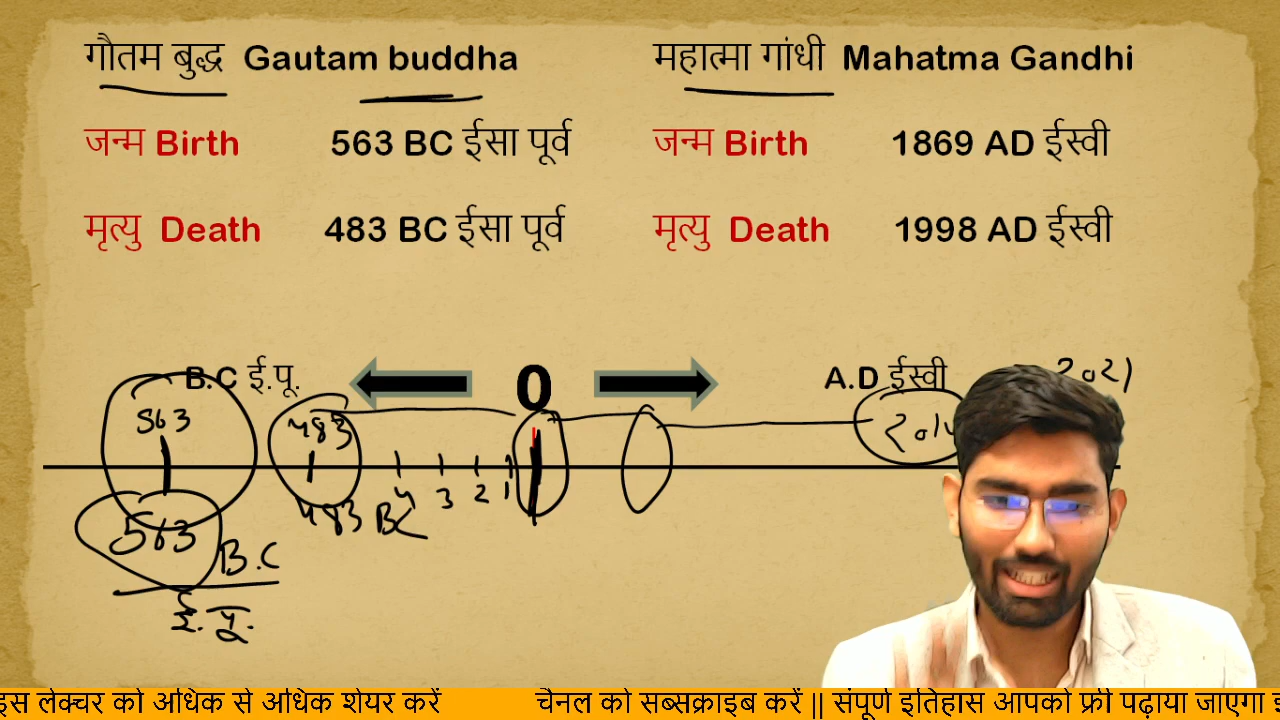 गौतम बुद्ध Gautam buddha
महात्मा गांधी Mahatma Gandhi
जन्म Birth 563 BC ईसा पूर्व
जन्म Birth 1869 AD ईस्वी
मृत्यु Death 483 BC ईसा पूर्व
मृत्यु Death 1998 AD ईस्वी
B.C ई.पू.
0
A.D ईस्वी
2021
563
483
4 3 2 1
483 BC
563 B.C
ई.पू.
इस लेक्चर को अधिक से अधिक शेयर करें चैनल को सब्सक्राइब करें || संपूर्ण इतिहास आपको फ्री पढ़ाया जाएगा